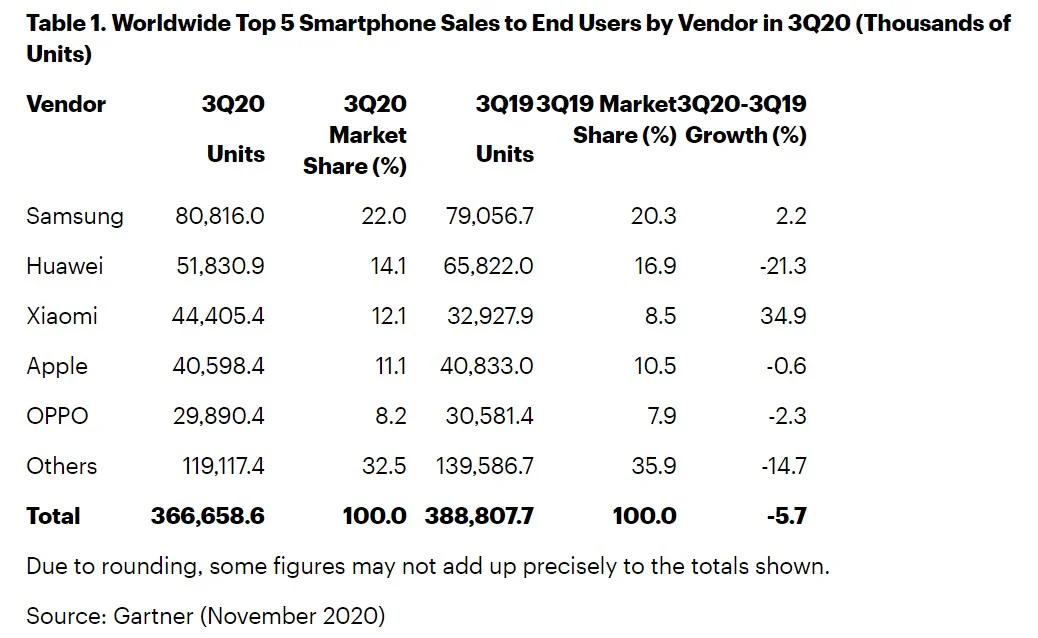 Table 1. Worldwide Top 5 Smartphone Sales to End Users by Vendor in 3Q20 (Thousands of
Units)
Vendor 3Q20 Units 3Q20 Market Share (%) 3Q19 Units 3Q19 Market Share (%) 3Q20-3Q19 Growth (%)
Samsung 80,816.0 22.0 79,056.7 20.3 2.2
Huawei 51,830.9 14.1 65,822.0 16.9 -21.3
Xiaomi 44,405.4 12.1 32,927.9 8.5 34.9
Apple 40,598.4 11.1 40,833.0 10.5 -0.6
OPPO 29,890.4 8.2 30,581.4 7.9 -2.3
Others 119,117.4 32.5 139,586.7 35.9 -14.7
Total 366,658.6 100.0 388,807.7 100.0 -5.7
Due to rounding, some figures may not add up precisely to the totals shown.
Source: Gartner (November 2020)